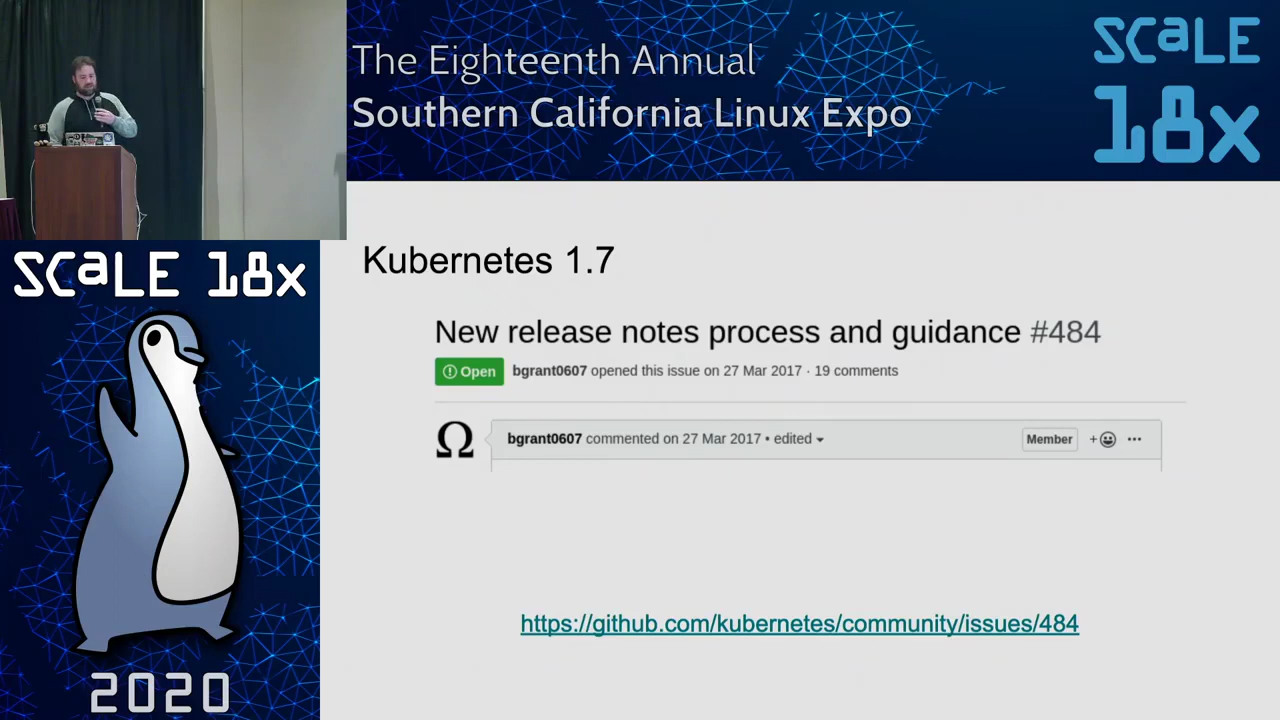 The Eighteenth Annual
Southern California Linux Expo
SCaLE
18x
SCaLE 18x
2020
Kubernetes 1.7
New release notes process and guidance #484
Open bgrant0607 opened this issue on 27 Mar 2017 · 19 comments
Ω
bgrant0607 commented on 27 Mar 2017 • edited
Member
https://github.com/kubernetes/community/issues/484